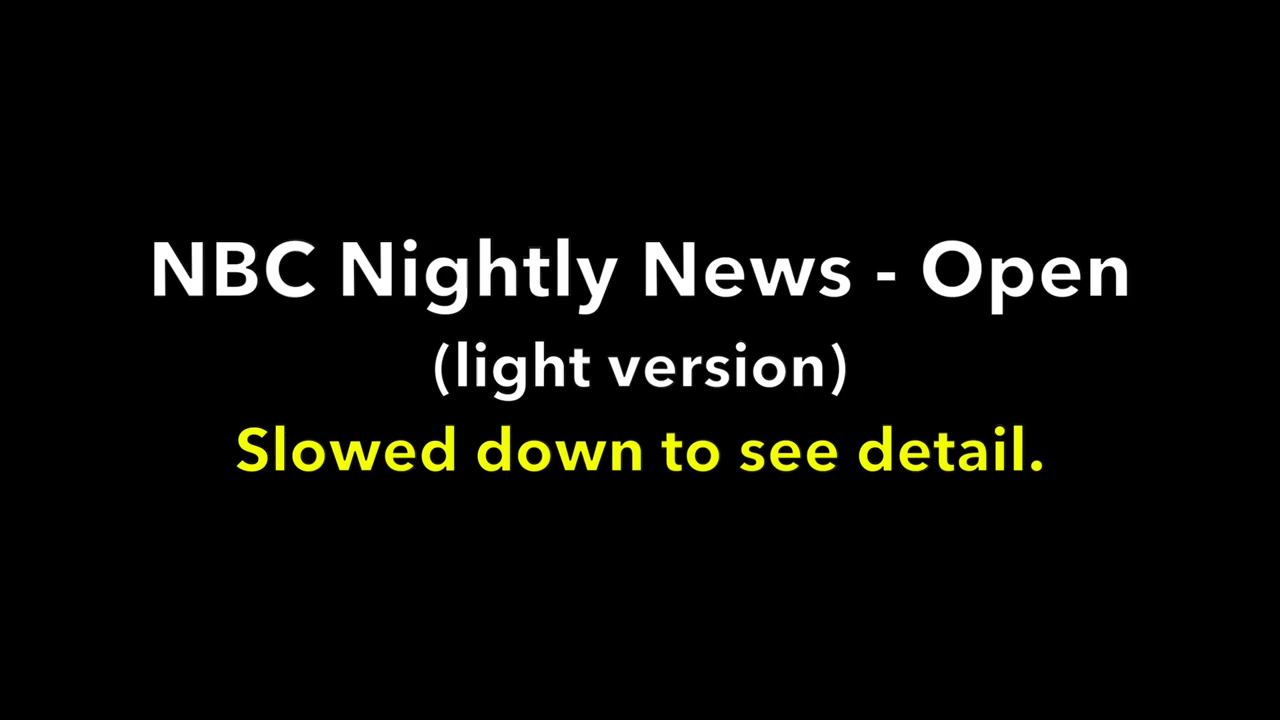 NBC Nightly News - Open
(light version)
Slowed down to see detail.